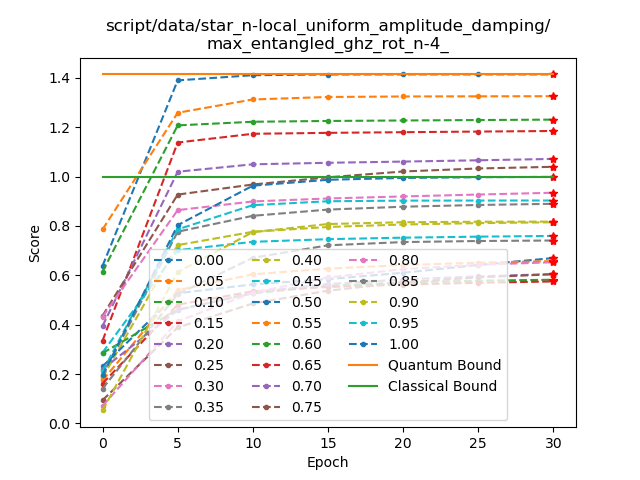 script/data/star_n-local_uniform_amplitude_damping/
max_entangled_ghz_rot_n-4_
Score
1.4
1.2
1.0
0.8
0.6
0.4
0.2
0.0
0.00 0.40 0.80
0.05 0.45 0.85
0.10 0.50 0.90
0.15 0.55 0.95
0.20 0.60 1.00
0.25 0.65 Quantum Bound
0.30 0.70 Classical Bound
0.35 0.75
0 5 10 15 20 25 30
Epoch